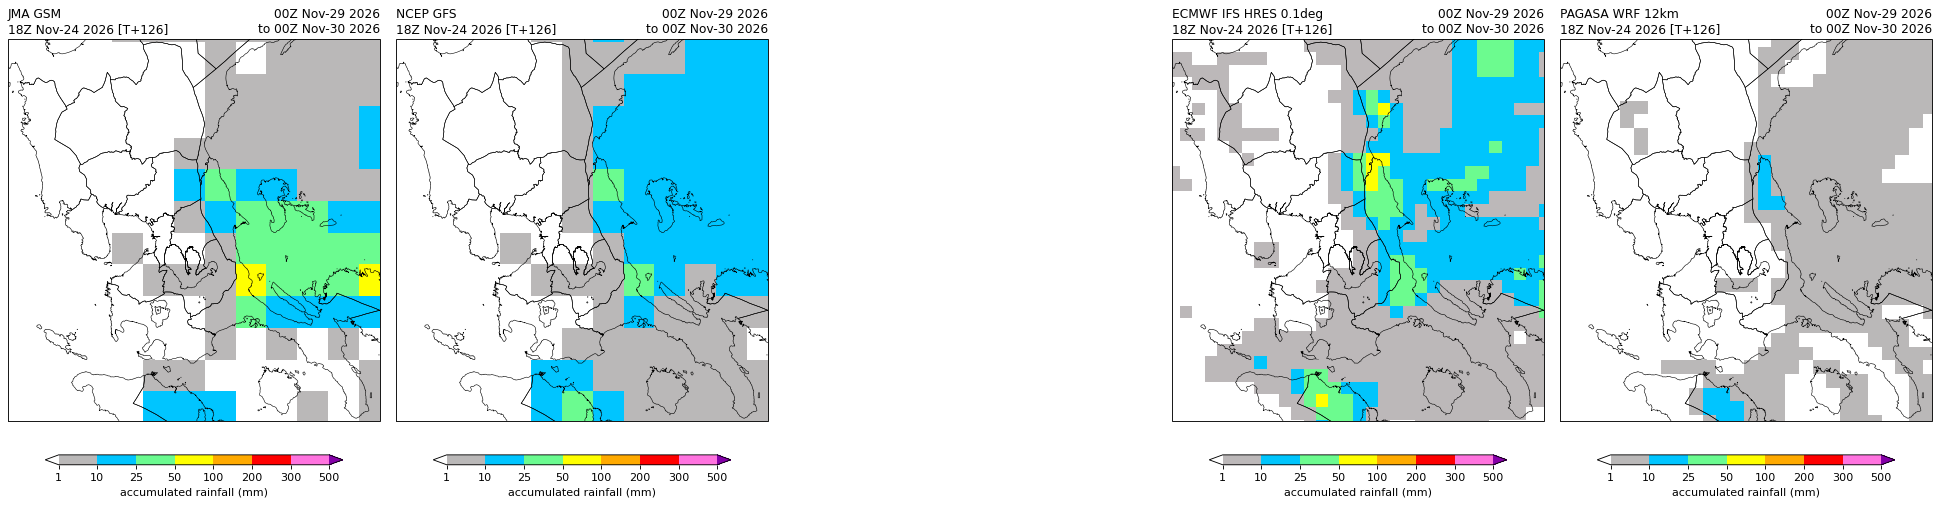 JMA GSM
00Z Nov-29 2026
18Z Nov-24 2026 [T+126]
to 00Z Nov-30 2026
1 10 25 50 100 200 300 500
accumulated rainfall (mm)
NCEP GFS
00Z Nov-29 2026
18Z Nov-24 2026 [T+126]
to 00Z Nov-30 2026
1 10 25 50 100 200 300 500
accumulated rainfall (mm)
ECMWF IFS HRES 0.1deg
00Z Nov-29 2026
18Z Nov-24 2026 [T+126]
to 00Z Nov-30 2026
1 10 25 50 100 200 300 500
accumulated rainfall (mm)
PAGASA WRF 12km
00Z Nov-29 2026
18Z Nov-24 2026 [T+126]
to 00Z Nov-30 2026
1 10 25 50 100 200 300 500
accumulated rainfall (mm)